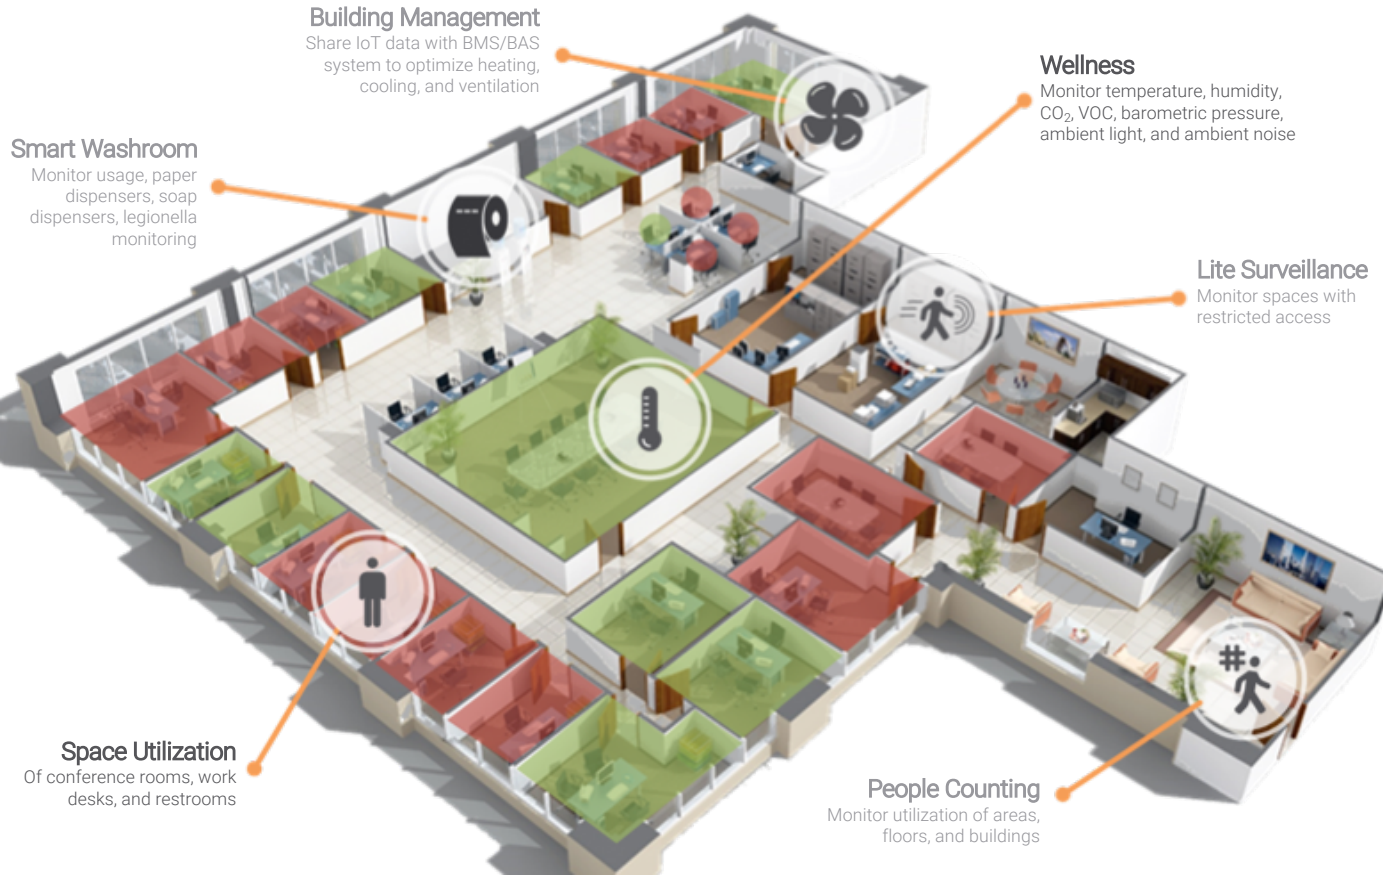 Building Management
Share IoT data with BMS/BAS
system to optimize heating,
cooling, and ventilation
Wellness
Monitor temperature, humidity,
CO₂, VOC, barometric pressure,
ambient light, and ambient noise
Smart Washroom
Monitor usage, paper
dispensers, soap
dispensers, legionella
monitoring
Lite Surveillance
Monitor spaces with
restricted access
#
Space Utilization
Of conference rooms, work
desks, and restrooms
People Counting
Monitor utilization of areas,
floors, and buildings